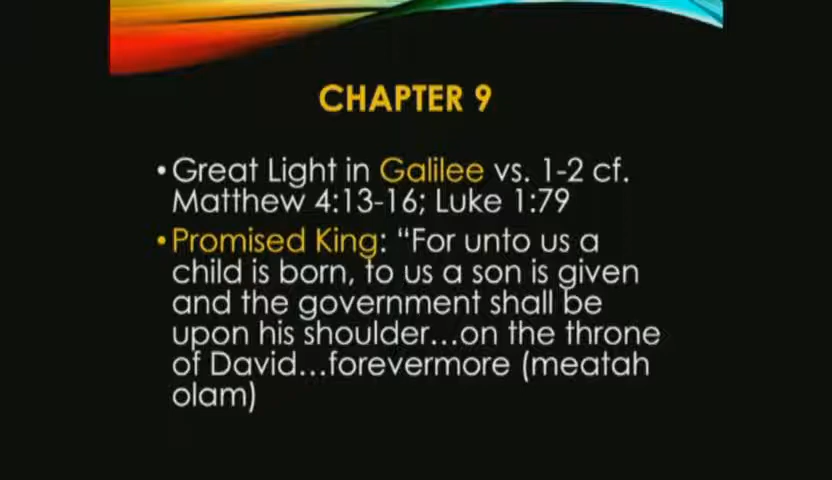 CHAPTER 9
• Great Light in Galilee vs. 1-2 cf.
Matthew 4:13-16; Luke 1:79
• Promised King: “For unto us a
child is born, to us a son is given
and the government shall be
upon his shoulder...on the throne
of David...forevermore (meatah
olam)